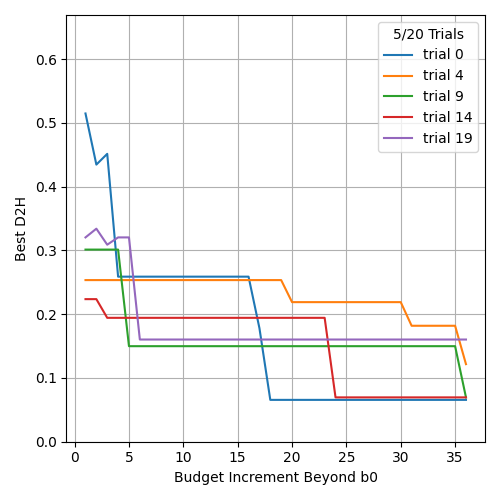 5/20 Trials
trial 0
trial 4
trial 9
trial 14
trial 19
Best D2H
0.6
0.5
0.4
0.3
0.2
0.1
0.0
0 5 10 15 20 25 30 35
Budget Increment Beyond b0